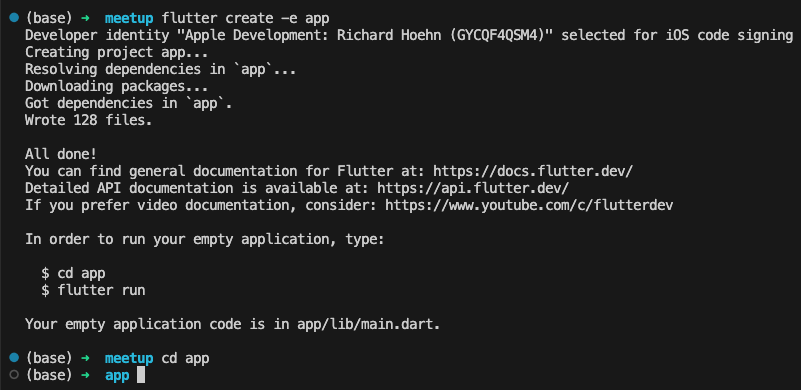 (base) ➜  meetup flutter create -e app
Developer identity "Apple Development: Richard Hoehn (GYCQF4QSM4)" selected for iOS code signing
Creating project app...
Resolving dependencies in `app`...
Downloading packages...
Got dependencies in `app`.
Wrote 128 files.

All done!
You can find general documentation for Flutter at: https://docs.flutter.dev/
Detailed API documentation is available at: https://api.flutter.dev/
If you prefer video documentation, consider: https://www.youtube.com/c/flutterdev

In order to run your empty application, type:

  $ cd app
  $ flutter run

Your empty application code is in app/lib/main.dart.

(base) ➜  meetup cd app
(base) ➜  app